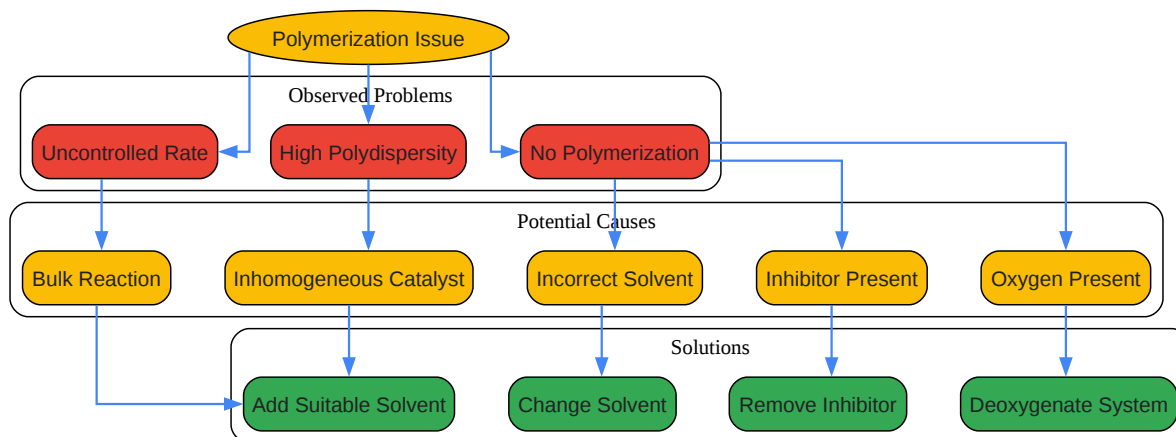 Polymerization Issue
Observed Problems
Uncontrolled Rate
High Polydispersity
No Polymerization
Potential Causes
Bulk Reaction
Inhomogeneous Catalyst
Incorrect Solvent
Inhibitor Present
Oxygen Present
Solutions
Add Suitable Solvent
Change Solvent
Remove Inhibitor
Deoxygenate System